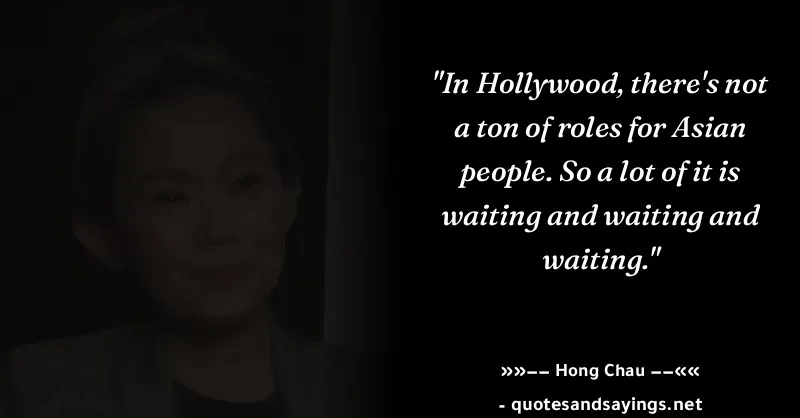 "In Hollywood, there's not
a ton of roles for Asian
people. So a lot of it is
waiting and waiting and
waiting."
»»−− Hong Chau −−««
- quotesandsayings.net